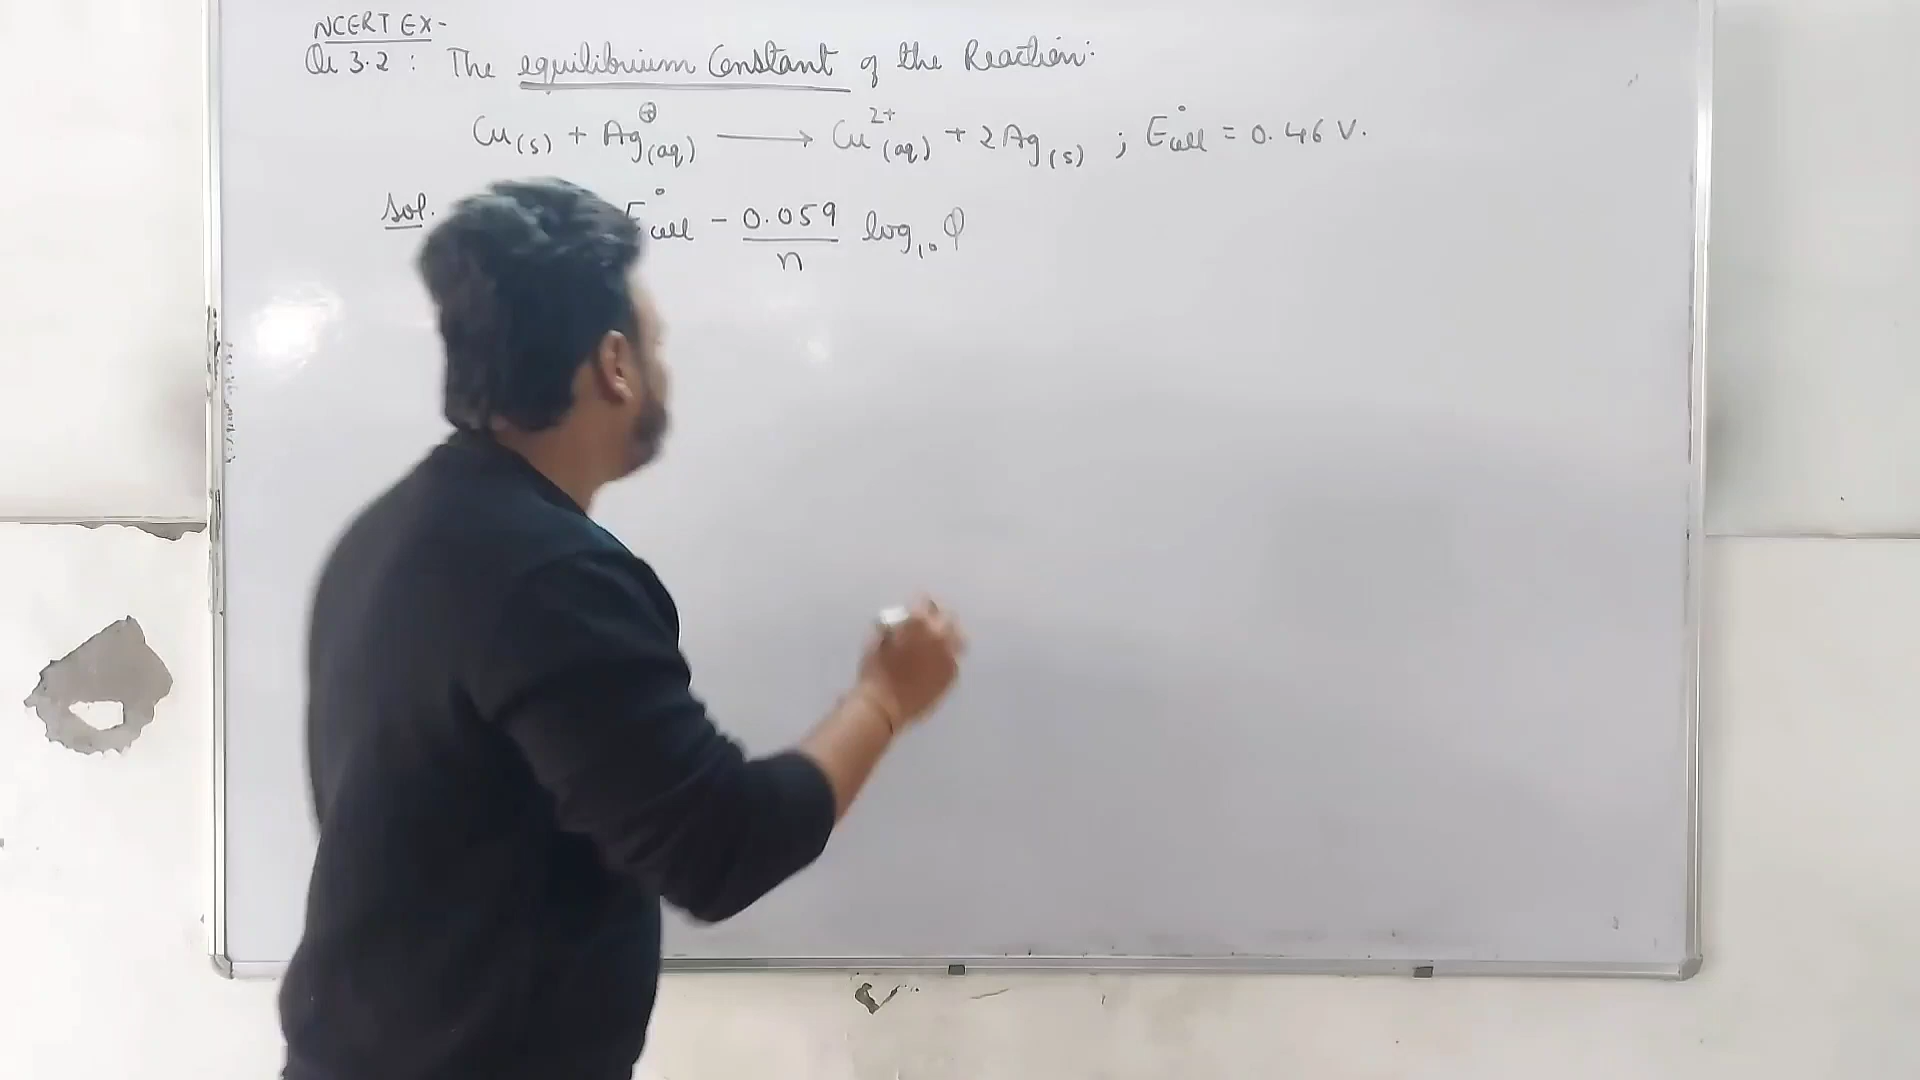 NCERT EX-
Qu 3.2 : The equilibrium Constant of the Reaction:
Cu(s) + Ag⊕(aq) ⟶ Cu2+(aq) + 2Ag(s) ; E°cell = 0.46 V.
Sol. E°cell - 0.059/n log10 Q